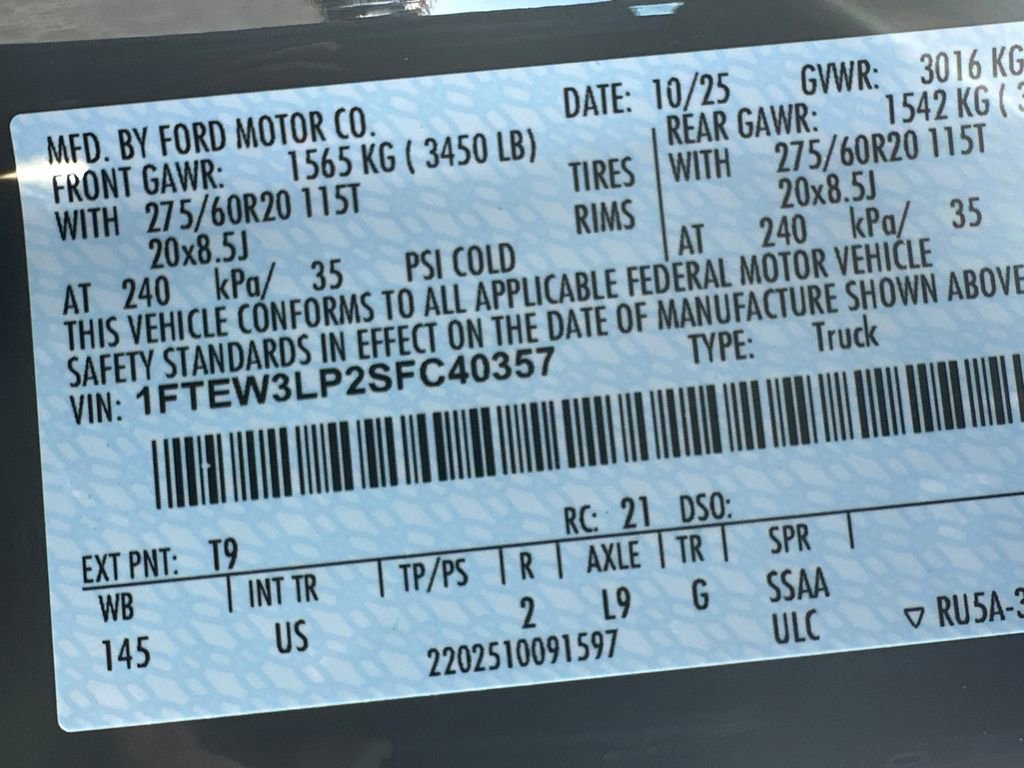 MFD. BY FORD MOTOR CO. DATE: 10/25 GVWR: 3016 KG
FRONT GAWR: 1565 KG ( 3450 LB) REAR GAWR: 1542 KG (
WITH 275/60R20 115T TIRES WITH 275/60R20 115T
20x8.5J RIMS 20x8.5J
AT 240 kPa/ 35 PSI COLD AT 240 kPa/ 35
THIS VEHICLE CONFORMS TO ALL APPLICABLE FEDERAL MOTOR VEHICLE
SAFETY STANDARDS IN EFFECT ON THE DATE OF MANUFACTURE SHOWN ABOVE
VIN: 1FTEW3LP2SFC40357 TYPE: Truck
EXT PNT: T9 RC: 21 DSO:
WB INT TR TP/PS R AXLE TR SPR
145 US 2 L9 G SSAA
2202510091597 ULC ▽ RU5A-3